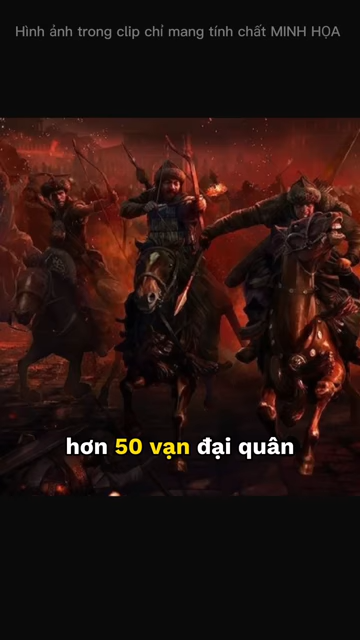 Hình ảnh trong clip chỉ mang tính chất MINH HỌA
hơn 50 vạn đại quân